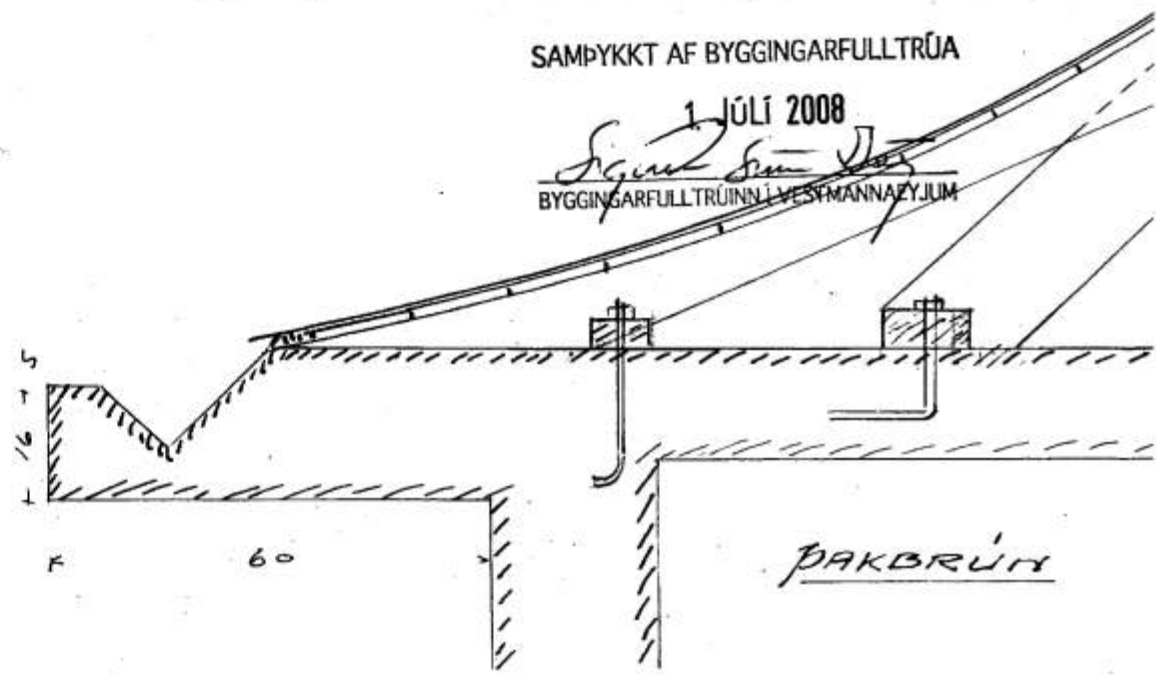 SAMÞYKKT AF BYGGINGARFULLTRÚA
1. JÚLÍ 2008
BYGGINGARFULLTRÚINN Í VESTMANNAEYJUM
5
16
60
ÞAKBRÚN